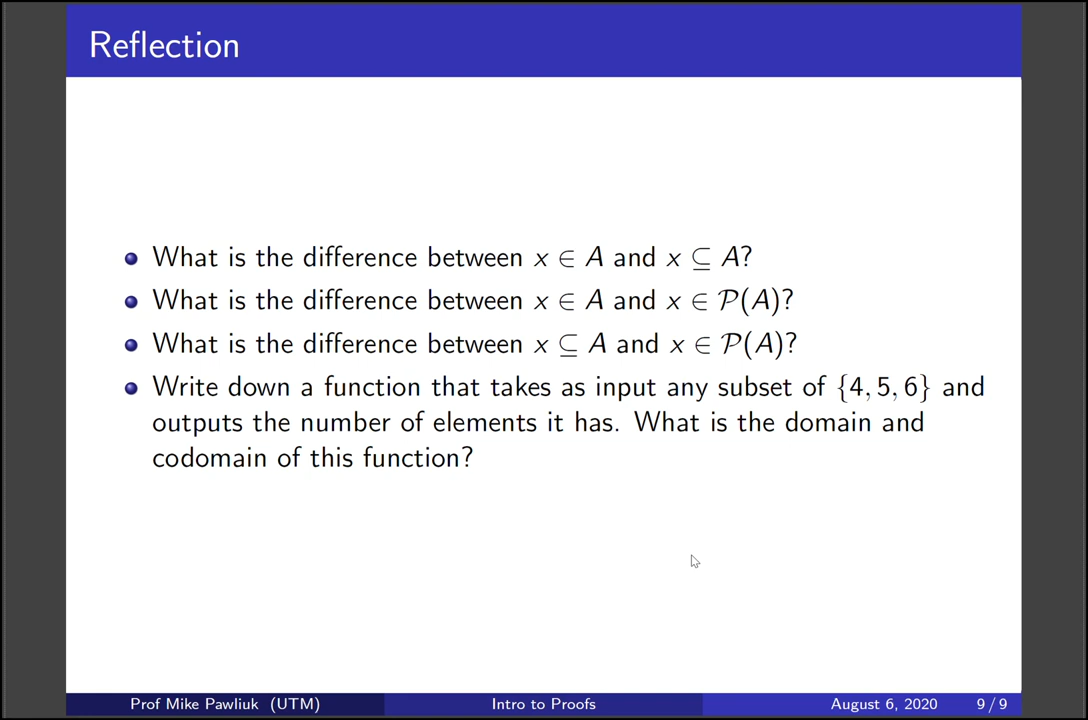 Reflection
What is the difference between x ∈ A and x ⊆ A?
What is the difference between x ∈ A and x ∈ 𝒫(A)?
What is the difference between x ⊆ A and x ∈ 𝒫(A)?
Write down a function that takes as input any subset of {4, 5, 6} and
outputs the number of elements it has. What is the domain and
codomain of this function?
Prof Mike Pawliuk (UTM) Intro to Proofs August 6, 2020 9 / 9